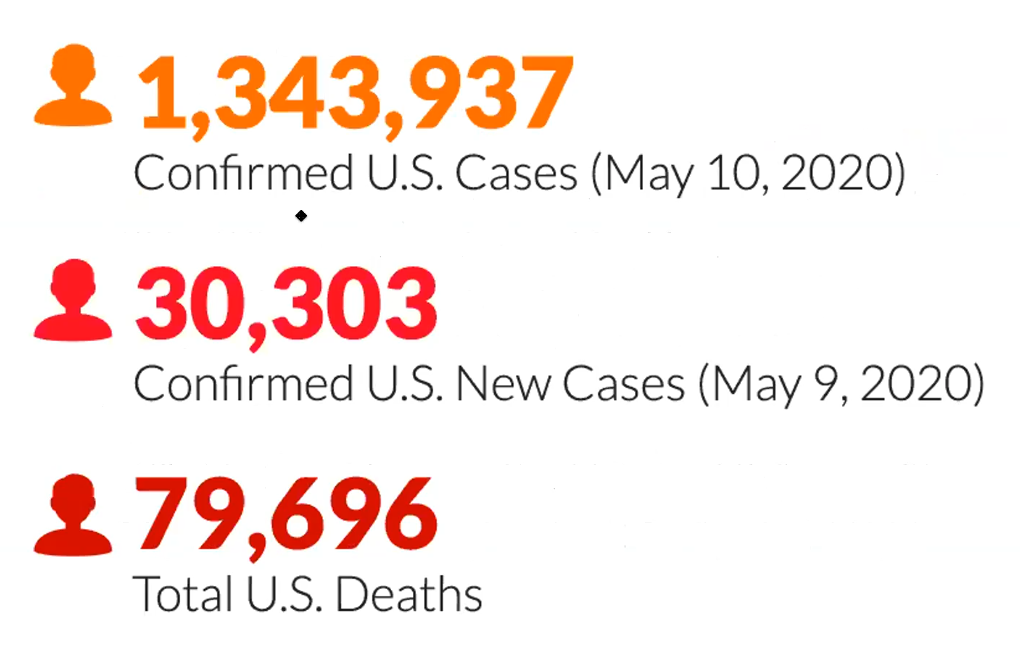 1,343,937
Confirmed U.S. Cases (May 10, 2020)
30,303
Confirmed U.S. New Cases (May 9, 2020)
79,696
Total U.S. Deaths